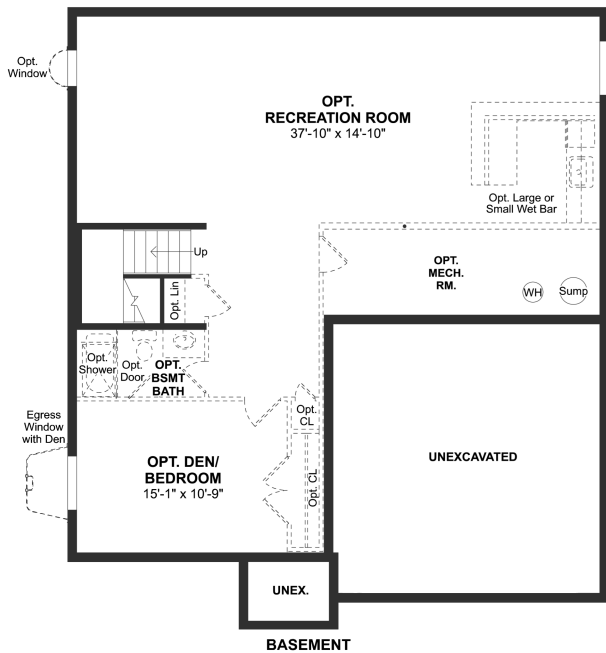 Opt.
Window
OPT.
RECREATION ROOM
37'-10" x 14'-10"
Opt. Large or
Small Wet Bar
Up
OPT.
MECH.
RM.
WH
Sump
Opt. Lin
Opt.
Shower
Opt.
Door
OPT.
BSMT
BATH
Egress
Window
with Den
Opt.
CL
OPT. DEN/
BEDROOM
15'-1" x 10'-9"
Opt. CL
UNEXCAVATED
UNEX.
BASEMENT